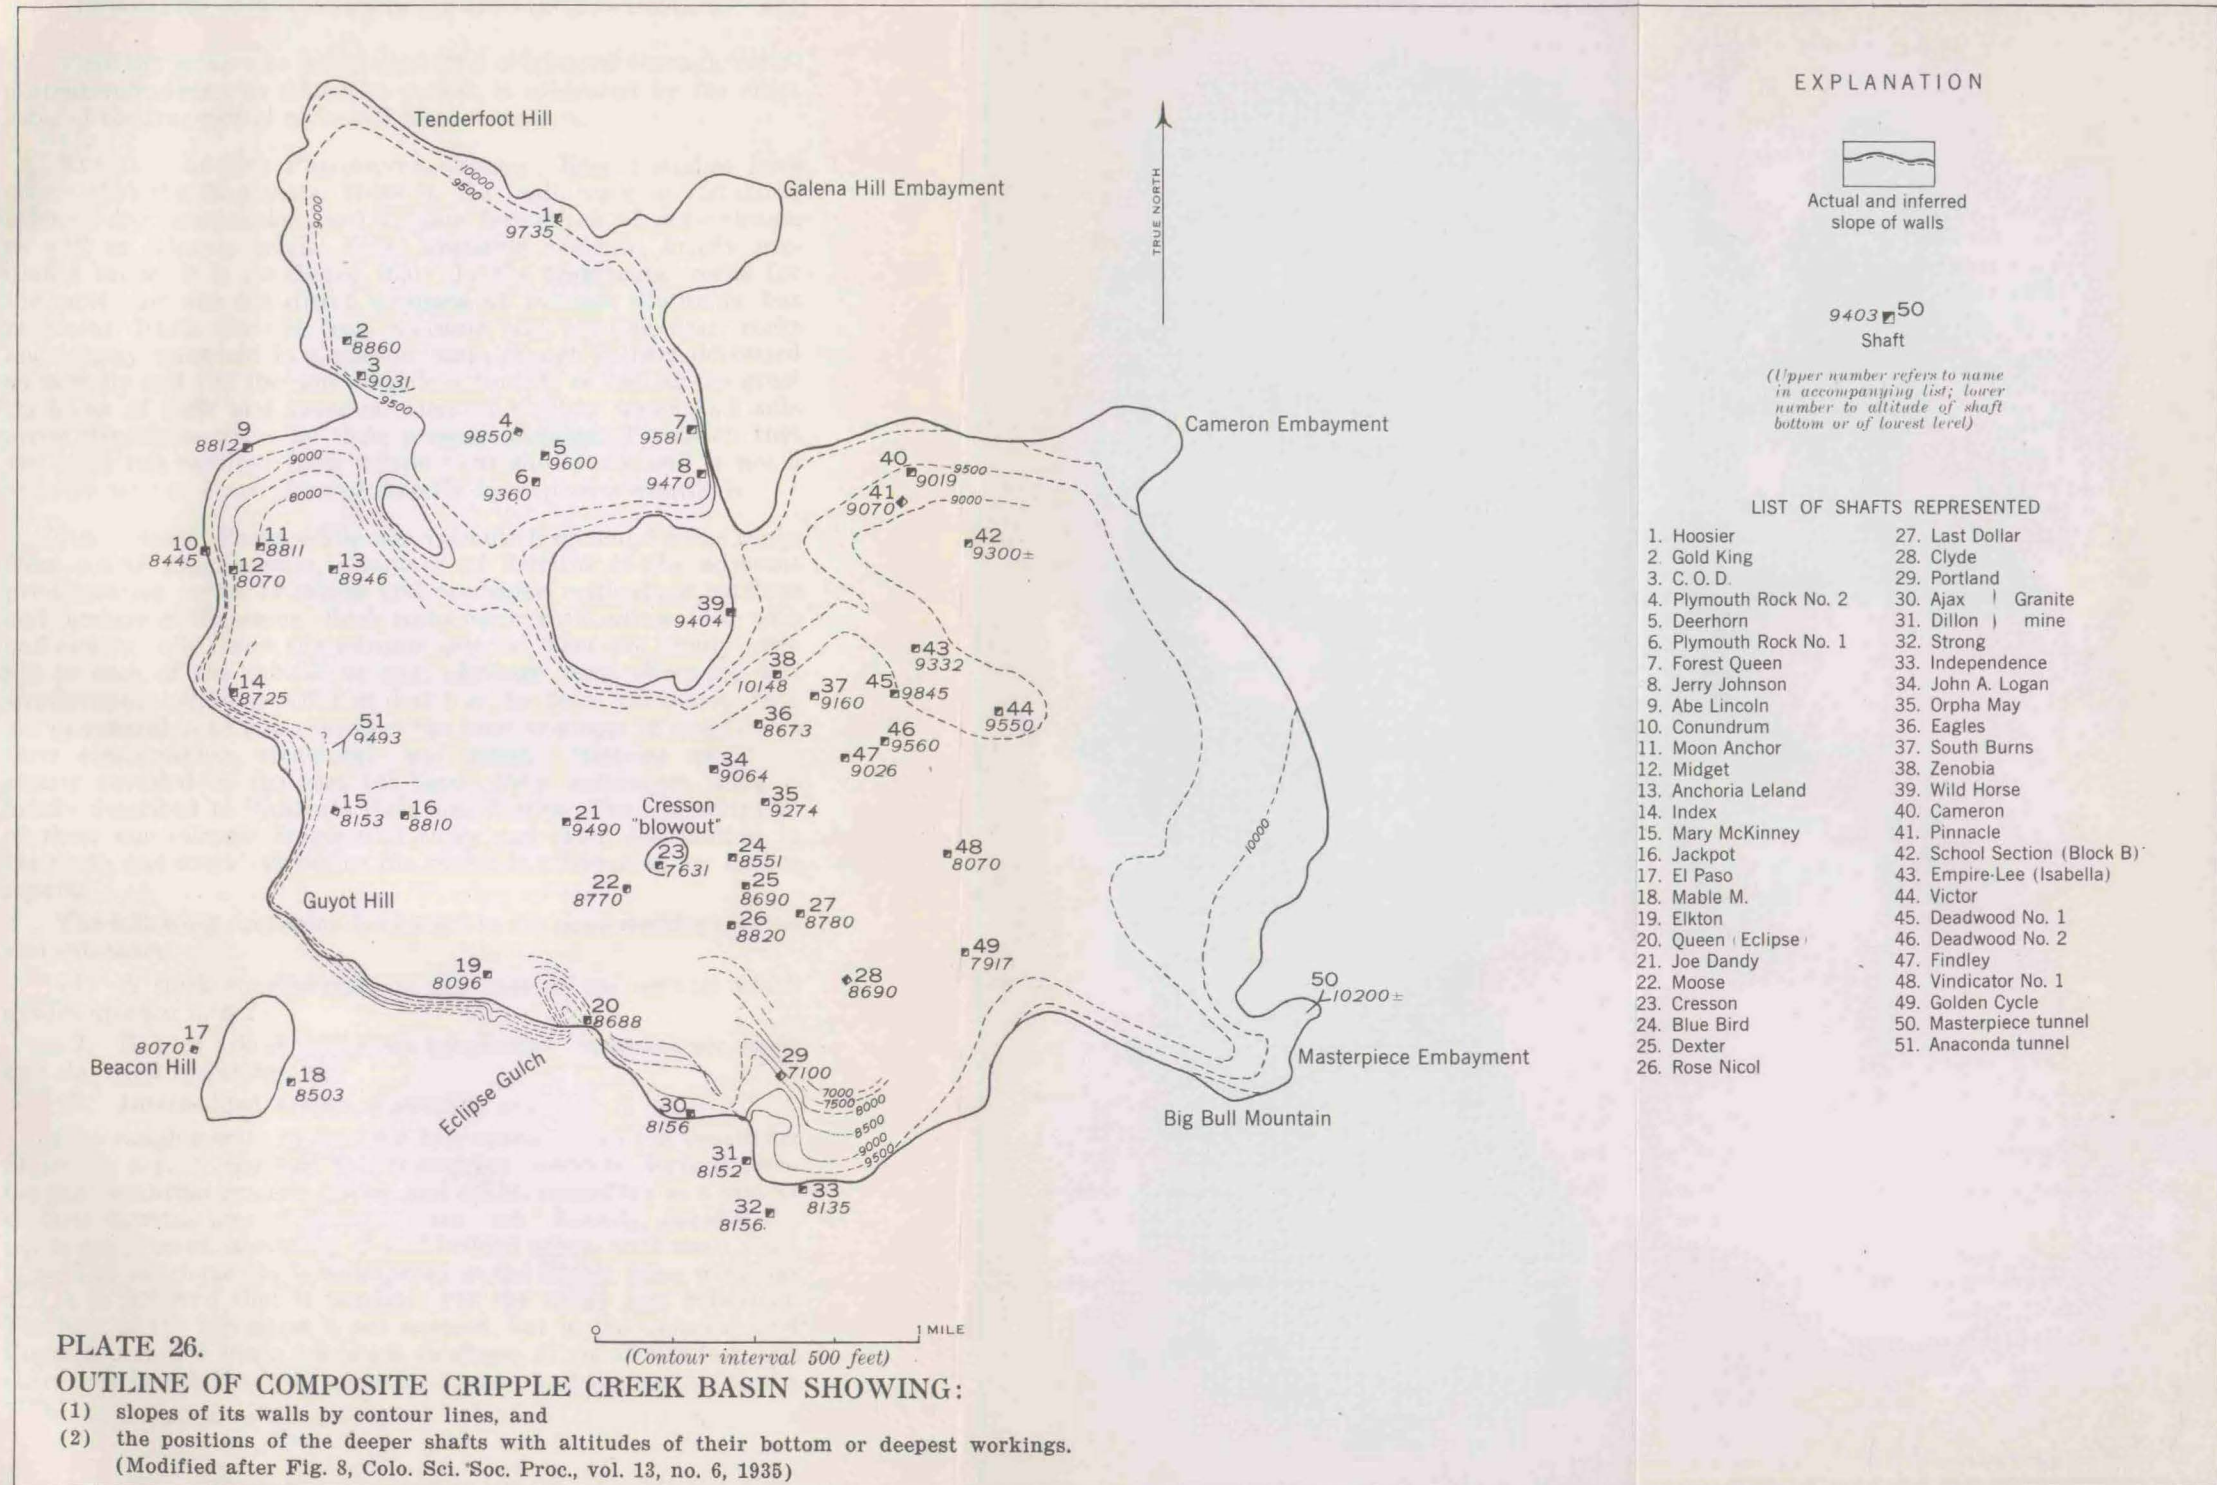 Tenderfoot Hill
Galena Hill Embayment
10000
9500
9000
1
9735
TRUE NORTH
2
8860
3
9031
9500
4
9850
5
9600
6
9360
7
9581
8
9470
9
8812
9000
8000
10
8445
11
8811
12
8070
13
8946
14
8725
Cameron Embayment
40
9019
9500
41
9070
9000
42
9300±
39
9404
43
9332
38
10148
37
9160
45
9845
44
9550
36
8673
46
9560
47
9026
51
9493
34
9064
35
9274
15
8153
16
8810
21
9490
Cresson
"blowout"
23
7631
24
8551
48
8070
10000
22
8770
25
8690
27
8780
26
8820
Guyot Hill
19
8096
49
7917
28
8690
50
10200±
20
8688
17
8070
Beacon Hill
18
8503
Eclipse Gulch
29
7100
7000
7500
8000
8500
9000
9500
30
8156
31
8152
32
8156
33
8135
Masterpiece Embayment
Big Bull Mountain
0
1 MILE
(Contour interval 500 feet)
PLATE 26.
OUTLINE OF COMPOSITE CRIPPLE CREEK BASIN SHOWING:
(1) slopes of its walls by contour lines, and
(2) the positions of the deeper shafts with altitudes of their bottom or deepest workings.
(Modified after Fig. 8, Colo. Sci. Soc. Proc., vol. 13, no. 6, 1935)
EXPLANATION
Actual and inferred
slope of walls
9403 50
Shaft
(Upper number refers to name
in accompanying list; lower
number to altitude of shaft
bottom or of lowest level)
LIST OF SHAFTS REPRESENTED
1. Hoosier
2. Gold King
3. C. O. D.
4. Plymouth Rock No. 2
5. Deerhorn
6. Plymouth Rock No. 1
7. Forest Queen
8. Jerry Johnson
9. Abe Lincoln
10. Conundrum
11. Moon Anchor
12. Midget
13. Anchoria Leland
14. Index
15. Mary McKinney
16. Jackpot
17. El Paso
18. Mable M.
19. Elkton
20. Queen (Eclipse)
21. Joe Dandy
22. Moose
23. Cresson
24. Blue Bird
25. Dexter
26. Rose Nicol
27. Last Dollar
28. Clyde
29. Portland
30. Ajax } Granite
31. Dillon } mine
32. Strong
33. Independence
34. John A. Logan
35. Orpha May
36. Eagles
37. South Burns
38. Zenobia
39. Wild Horse
40. Cameron
41. Pinnacle
42. School Section (Block B)
43. Empire-Lee (Isabella)
44. Victor
45. Deadwood No. 1
46. Deadwood No. 2
47. Findley
48. Vindicator No. 1
49. Golden Cycle
50. Masterpiece tunnel
51. Anaconda tunnel